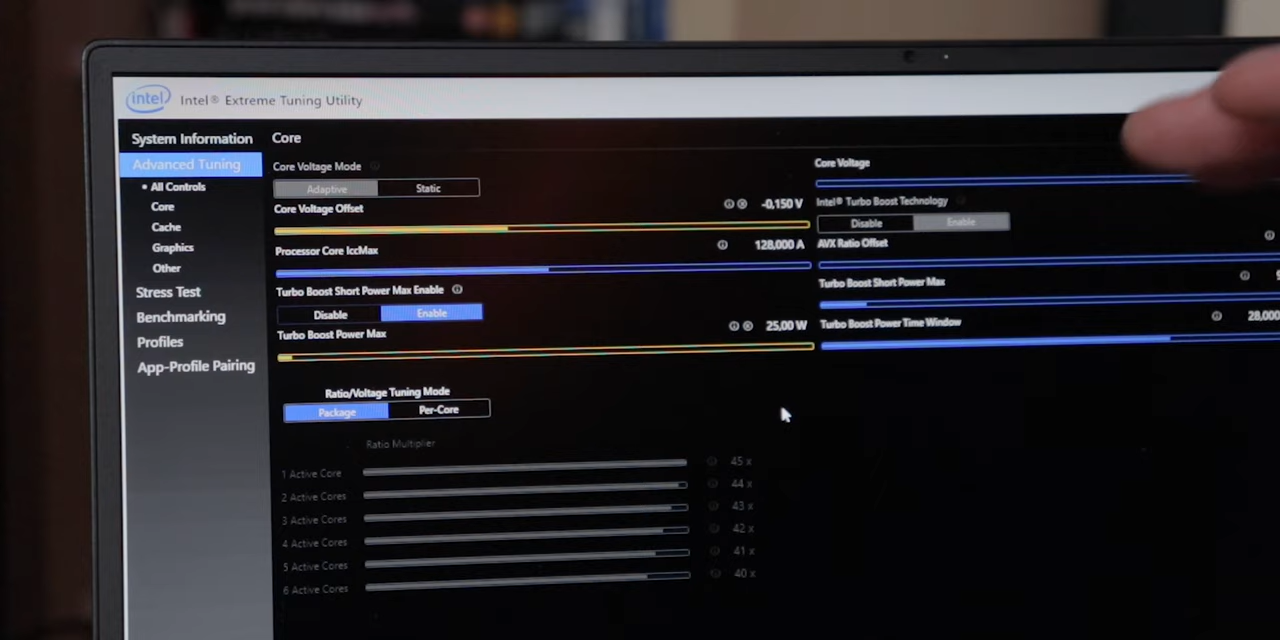 intel
Intel® Extreme Tuning Utility
System Information
Advanced Tuning
• All Controls
Core
Cache
Graphics
Other
Stress Test
Benchmarking
Profiles
App-Profile Pairing
Core
Core Voltage Mode
Adaptive Static
Core Voltage Offset -0,150 V
Processor Core IccMax 128,000 A
Turbo Boost Short Power Max Enable
Disable Enable
Turbo Boost Power Max 25,00 W
Ratio/Voltage Tuning Mode
Package Per-Core
Ratio Multiplier
1 Active Core 45 x
2 Active Cores 44 x
3 Active Cores 43 x
4 Active Cores 42 x
5 Active Cores 41 x
6 Active Cores 40 x
Core Voltage
Intel® Turbo Boost Technology
Disable Enable
AVX Ratio Offset
Turbo Boost Short Power Max
Turbo Boost Power Time Window 28,000